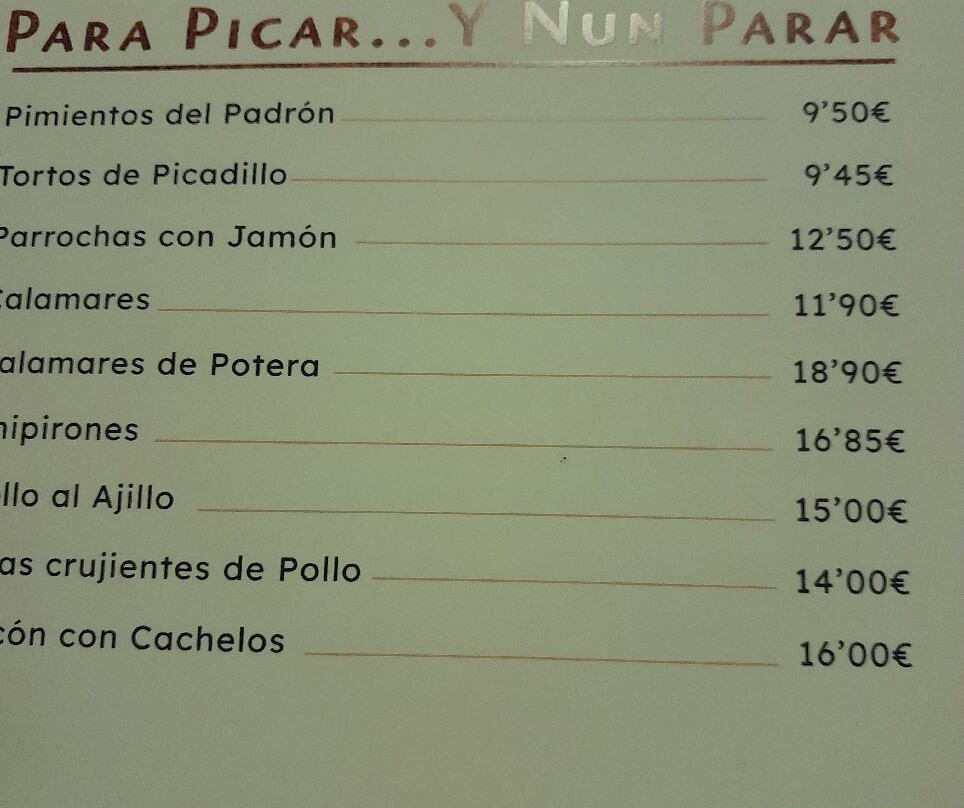 Para Picar...Y Nun Parar
Pimientos del Padrón 9'50€
Tortos de Picadillo 9'45€
Parrochas con Jamón 12'50€
Calamares 11'90€
alamares de Potera 18'90€
hipirones 16'85€
llo al Ajillo 15'00€
as crujientes de Pollo 14'00€
cón con Cachelos 16'00€